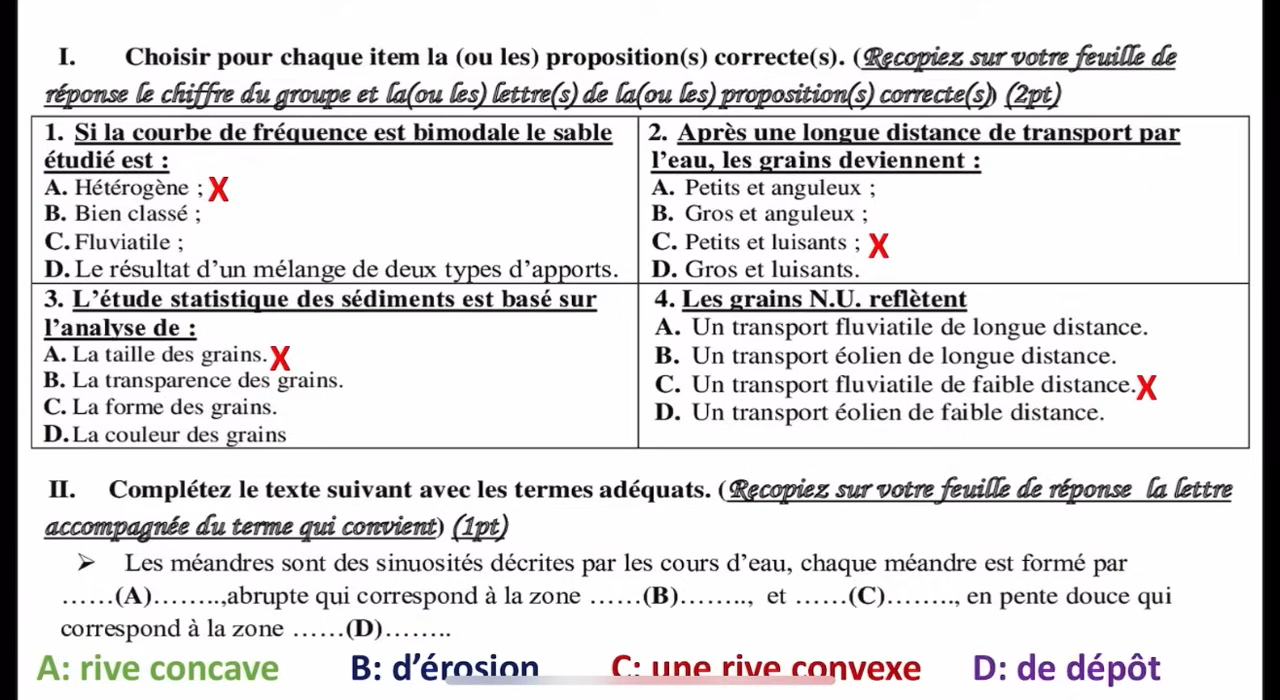 I. Choisir pour chaque item la (ou les) proposition(s) correcte(s). (Recopiez sur votre feuille de
réponse le chiffre du groupe et la(ou les) lettre(s) de la(ou les) proposition(s) correcte(s)) (2pt)
1. Si la courbe de fréquence est bimodale le sable
étudié est :
A. Hétérogène ; X
B. Bien classé ;
C. Fluviatile ;
D. Le résultat d’un mélange de deux types d’apports.
2. Après une longue distance de transport par
l’eau, les grains deviennent :
A. Petits et anguleux ;
B. Gros et anguleux ;
C. Petits et luisants ; X
D. Gros et luisants.
3. L’étude statistique des sédiments est basé sur
l’analyse de :
A. La taille des grains. X
B. La transparence des grains.
C. La forme des grains.
D. La couleur des grains
4. Les grains N.U. reflètent
A. Un transport fluviatile de longue distance.
B. Un transport éolien de longue distance.
C. Un transport fluviatile de faible distance. X
D. Un transport éolien de faible distance.
II. Complétez le texte suivant avec les termes adéquats. (Recopiez sur votre feuille de réponse la lettre
accompagnée du terme qui convient) (1pt)
➢ Les méandres sont des sinuosités décrites par les cours d’eau, chaque méandre est formé par
……(A)……..,abrupte qui correspond à la zone ……(B)…….., et ……(C)…….., en pente douce qui
correspond à la zone ……(D)……..
A: rive concave B: d’érosion C: une rive convexe D: de dépôt